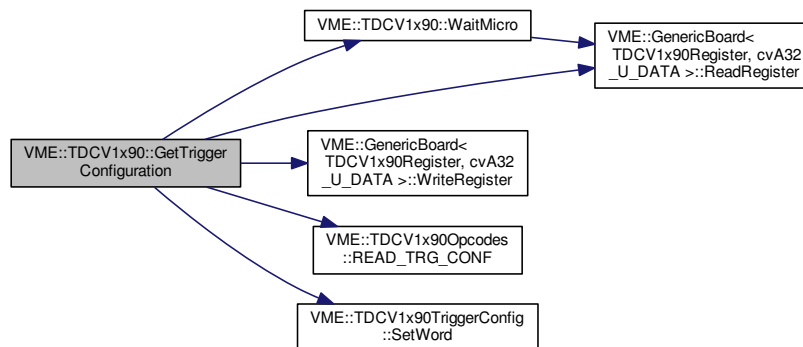 VME::TDCV1x90::WaitMicro
VME::GenericBoard<
TDCV1x90Register, cvA32
_U_DATA >::ReadRegister
VME::TDCV1x90::GetTrigger
Configuration
VME::GenericBoard<
TDCV1x90Register, cvA32
_U_DATA >::WriteRegister
VME::TDCV1x90Opcodes
::READ_TRG_CONF
VME::TDCV1x90TriggerConfig
::SetWord